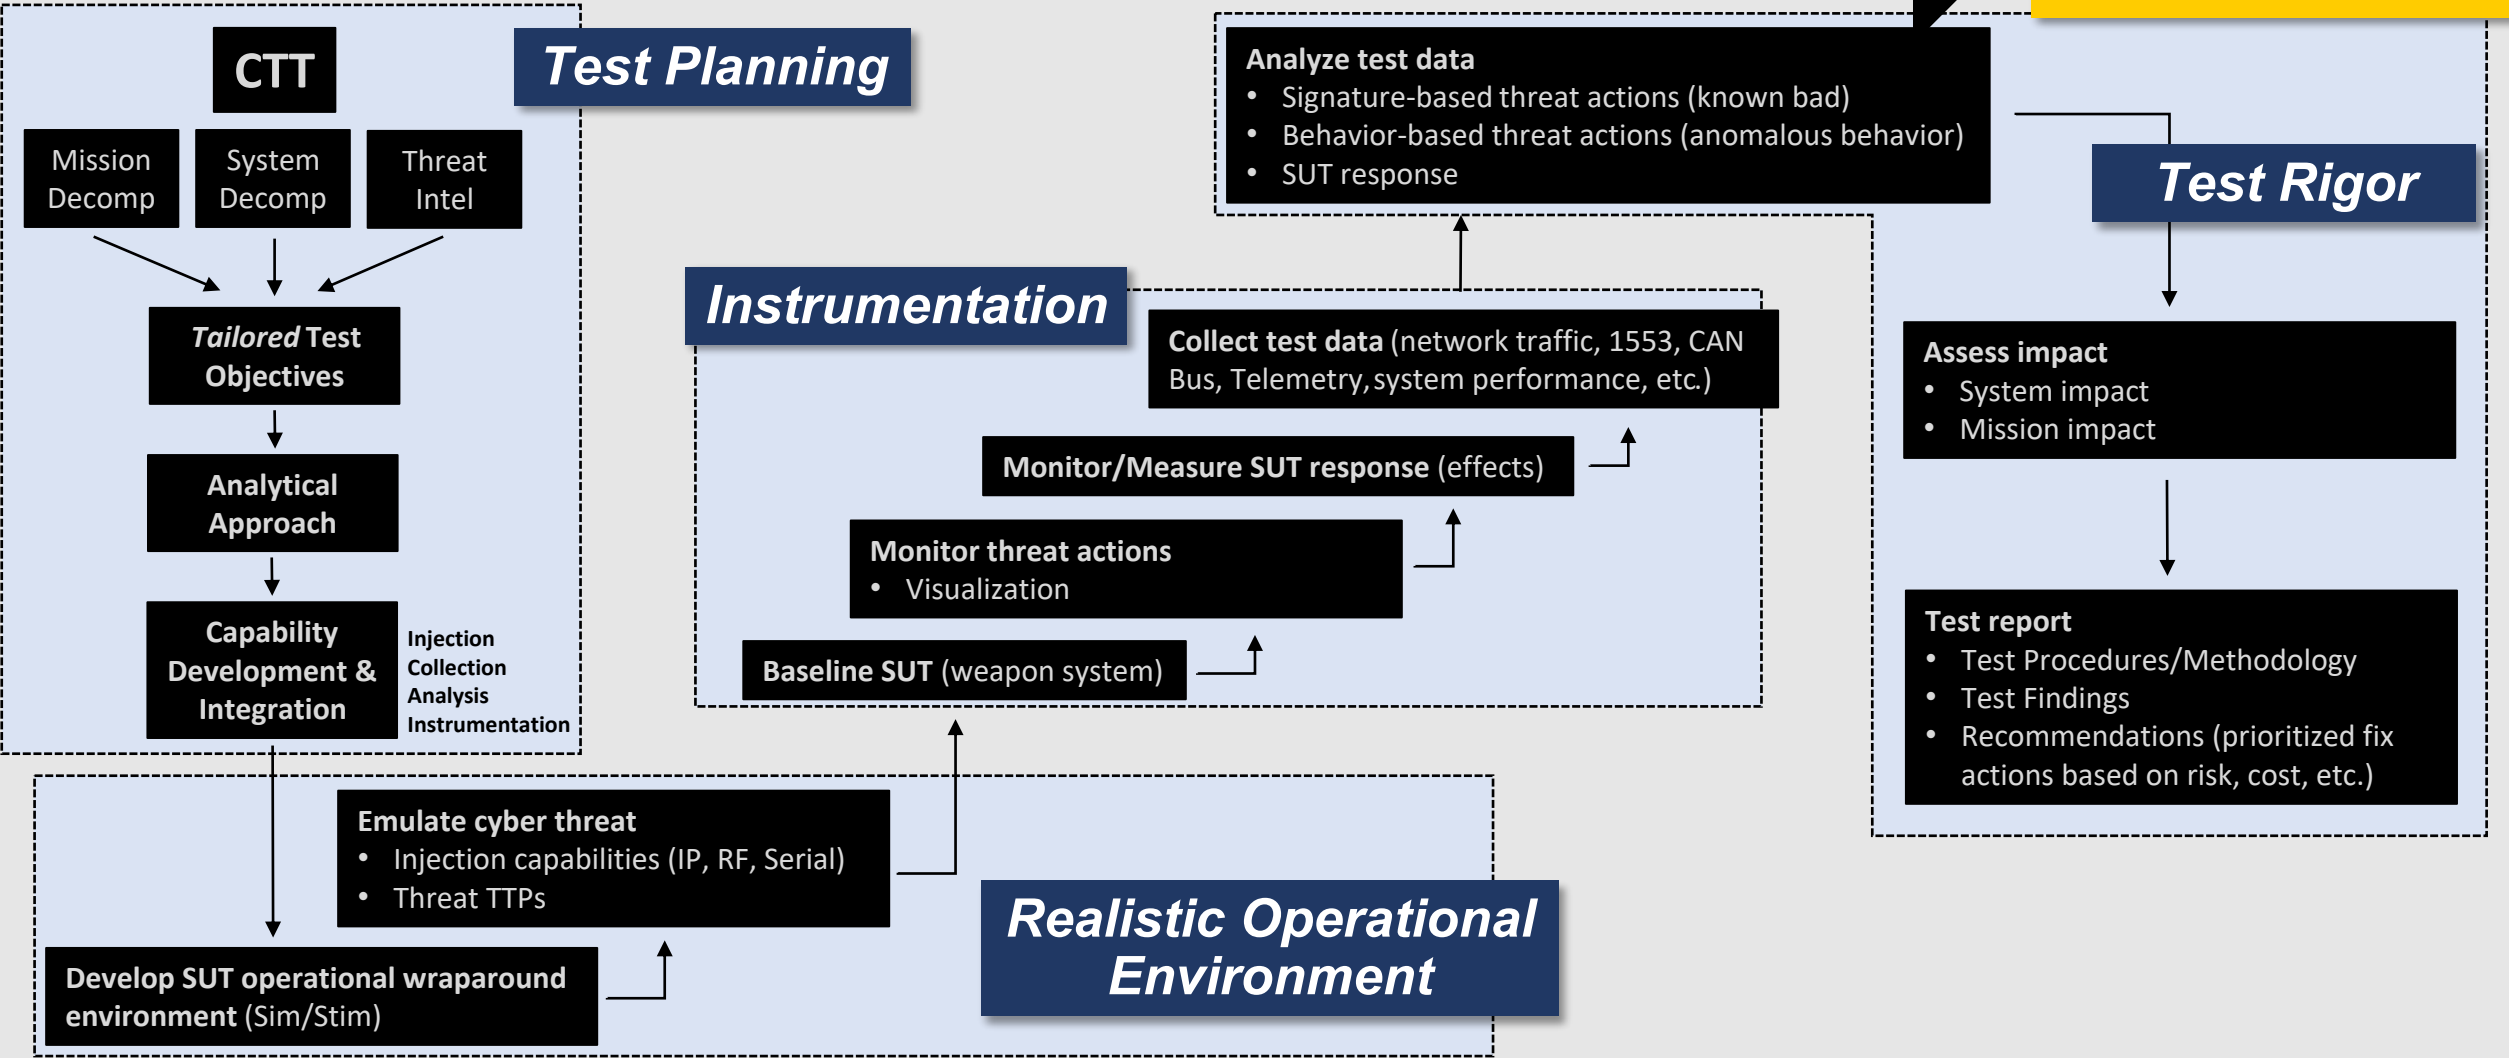 CTT
Test Planning
Mission
Decomp
System
Decomp
Threat
Intel
Tailored Test
Objectives
Analytical
Approach
Capability
Development &
Integration
Injection
Collection
Analysis
Instrumentation
Develop SUT operational wraparound
environment (Sim/Stim)
Emulate cyber threat
• Injection capabilities (IP, RF, Serial)
• Threat TTPs
Realistic Operational
Environment
Instrumentation
Baseline SUT (weapon system)
Monitor threat actions
• Visualization
Monitor/Measure SUT response (effects)
Collect test data (network traffic, 1553, CAN
Bus, Telemetry, system performance, etc.)
Analyze test data
• Signature-based threat actions (known bad)
• Behavior-based threat actions (anomalous behavior)
• SUT response
Test Rigor
Assess impact
• System impact
• Mission impact
Test report
• Test Procedures/Methodology
• Test Findings
• Recommendations (prioritized fix
actions based on risk, cost, etc.)